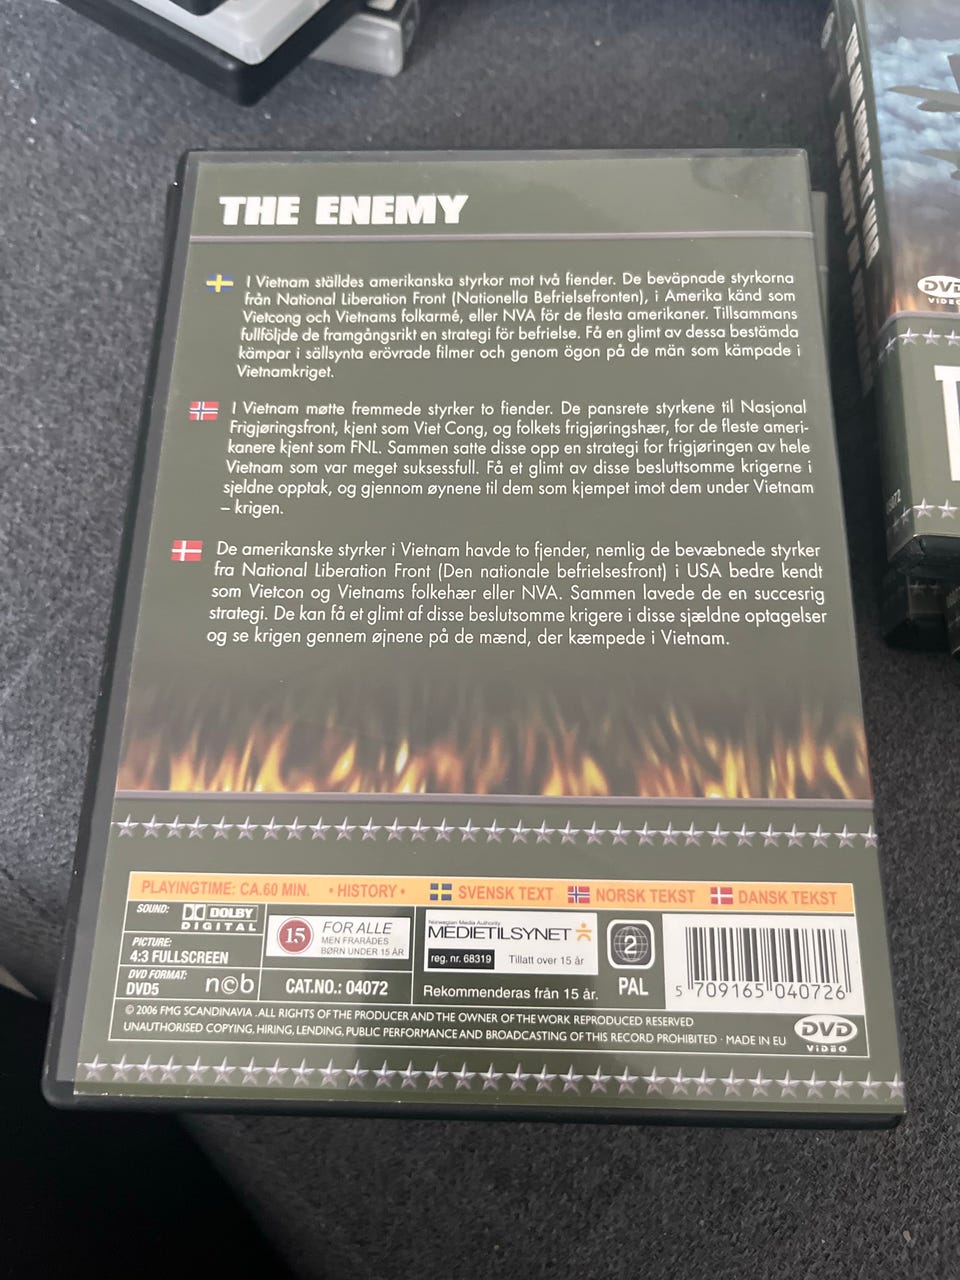 THE ENEMY
I Vietnam ställdes amerikanska styrkor mot två fiender. De beväpnade styrkorna
från National Liberation Front (Nationella Befrielsefronten), i Amerika känd som
Vietcong och Vietnams folkarmé, eller NVA för de flesta amerikaner. Tillsammans
fullföljde de framgångsrikt en strategi för befrielse. Få en glimt av dessa bestämda
kämpar i sällsynta erövrade filmer och genom ögon på de män som kämpade i
Vietnamkriget.
I Vietnam møtte fremmede styrker to fiender. De pansrete styrkene til Nasjonal
Frigjøringsfront, kjent som Viet Cong, og folkets frigjøringshær, for de fleste ameri-
kanere kjent som FNL. Sammen satte disse opp en strategi for frigjøringen av hele
Vietnam som var meget suksessfull. Få et glimt av disse besluttsomme krigerne i
sjeldne opptak, og gjennom øynene til dem som kjempet imot dem under Vietnam
– krigen.
De amerikanske styrker i Vietnam havde to fjender, nemlig de bevæbnede styrker
fra National Liberation Front (Den nationale befrielsesfront) i USA bedre kendt
som Vietcon og Vietnams folkehær eller NVA. Sammen lavede de en succesrig
strategi. De kan få et glimt af disse beslutsomme krigere i disse sjældne optagelser
og se krigen gennem øjnene på de mænd, der kæmpede i Vietnam.
PLAYINGTIME: CA.60 MIN. • HISTORY • SVENSK TEXT NORSK TEKST DANSK TEKST
SOUND: DOLBY
DIGITAL
PICTURE:
4:3 FULLSCREEN
DVD FORMAT:
DVD5
ncb
15
FOR ALLE
MEN FRARÅDES
BØRN UNDER 15 ÅR
CAT.NO.: 04072
Norwegian Media Authority
MEDIETILSYNET
reg. nr. 68319 Tillatt over 15 år
Rekommenderas från 15 år.
2
PAL
5 709165 040726
© 2006 FMG SCANDINAVIA .ALL RIGHTS OF THE PRODUCER AND THE OWNER OF THE WORK REPRODUCED RESERVED
UNAUTHORISED COPYING, HIRING, LENDING, PUBLIC PERFORMANCE AND BROADCASTING OF THIS RECORD PROHIBITED · MADE IN EU
DVD
VIDEO
DVD
VIDEO
T